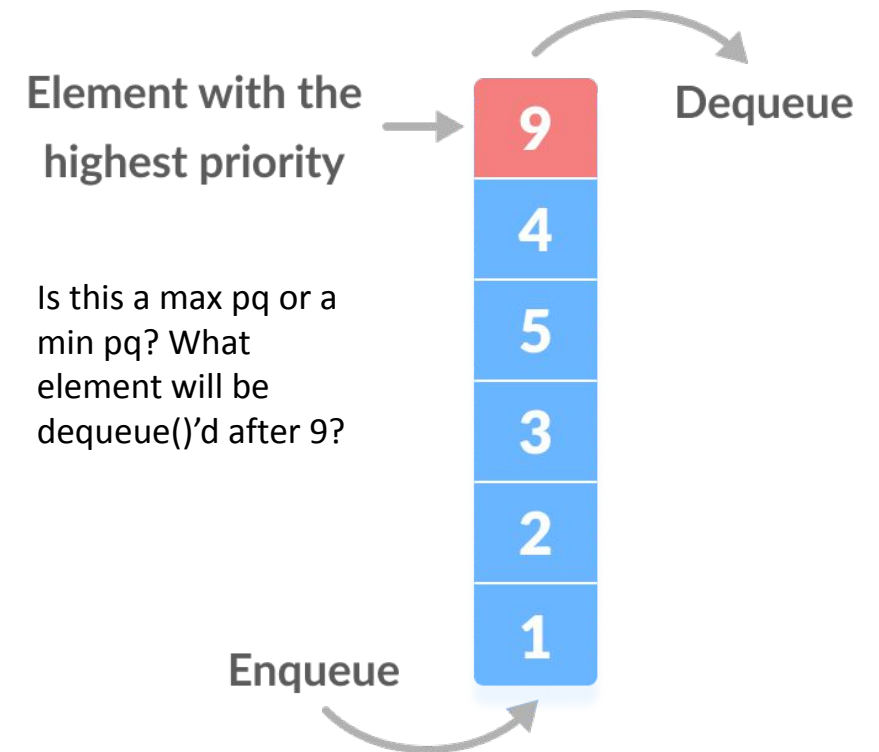 Element with the
highest priority
9
Dequeue
4
Is this a max pq or a
min pq? What
element will be
dequeue()’d after 9?
5
3
2
1
Enqueue